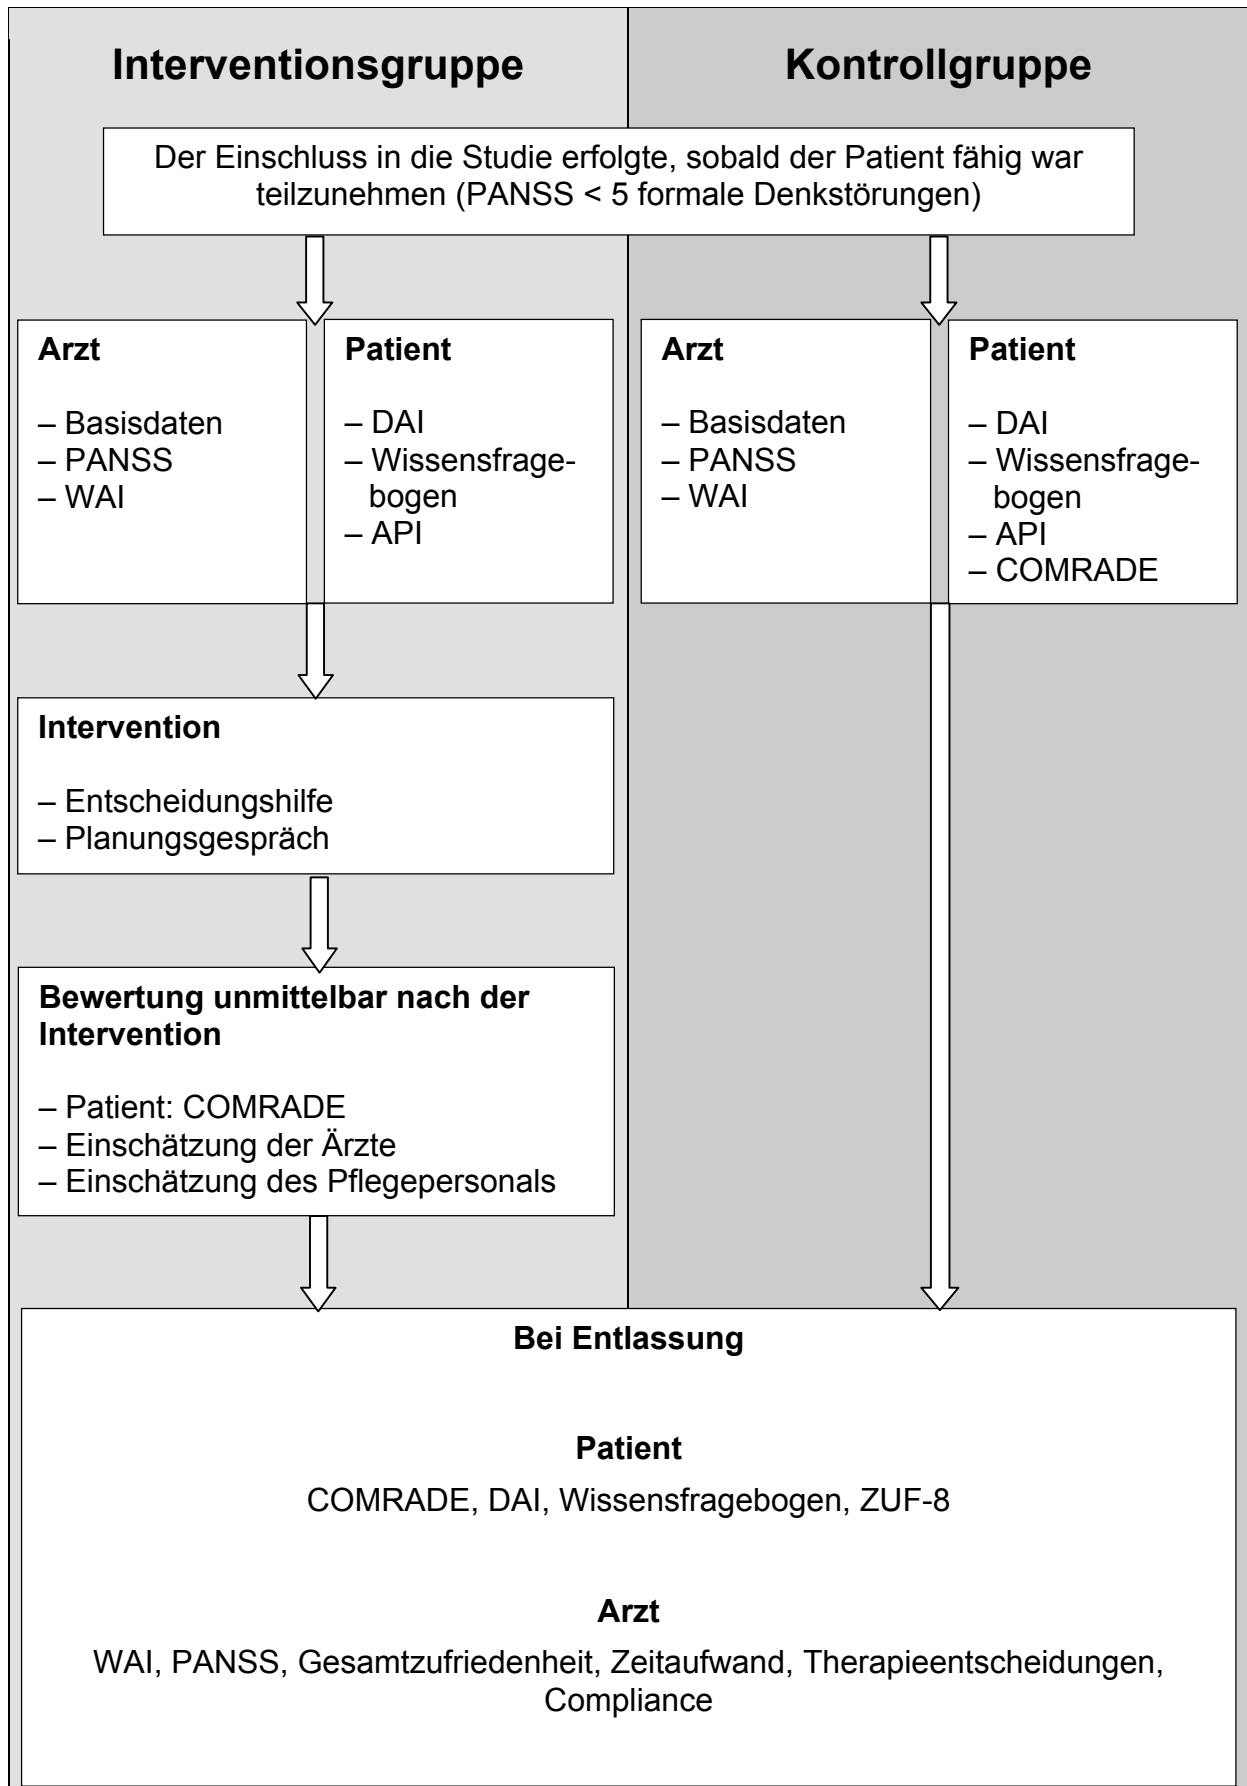 Interventionsgruppe
Kontrollgruppe
Der Einschluss in die Studie erfolgte, sobald der Patient fähig war
teilzunehmen (PANSS < 5 formale Denkstörungen)
Arzt
– Basisdaten
– PANSS
– WAI
Patient
– DAI
– Wissensfrage-
bogen
– API
Arzt
– Basisdaten
– PANSS
– WAI
Patient
– DAI
– Wissensfrage-
bogen
– API
– COMRADE
Intervention
– Entscheidungshilfe
– Planungsgespräch
Bewertung unmittelbar nach der
Intervention
– Patient: COMRADE
– Einschätzung der Ärzte
– Einschätzung des Pflegepersonals
Bei Entlassung
Patient
COMRADE, DAI, Wissensfragebogen, ZUF-8
Arzt
WAI, PANSS, Gesamtzufriedenheit, Zeitaufwand, Therapieentscheidungen,
Compliance